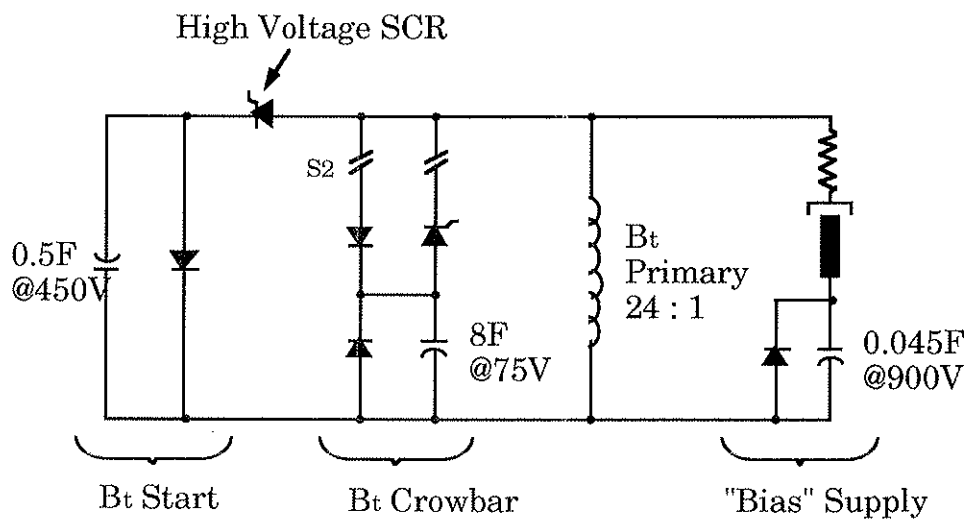 High Voltage SCR
S2
0.5F
@450V
Bt
Primary
24 : 1
8F
@75V
0.045F
@900V
Bt Start
Bt Crowbar
"Bias" Supply